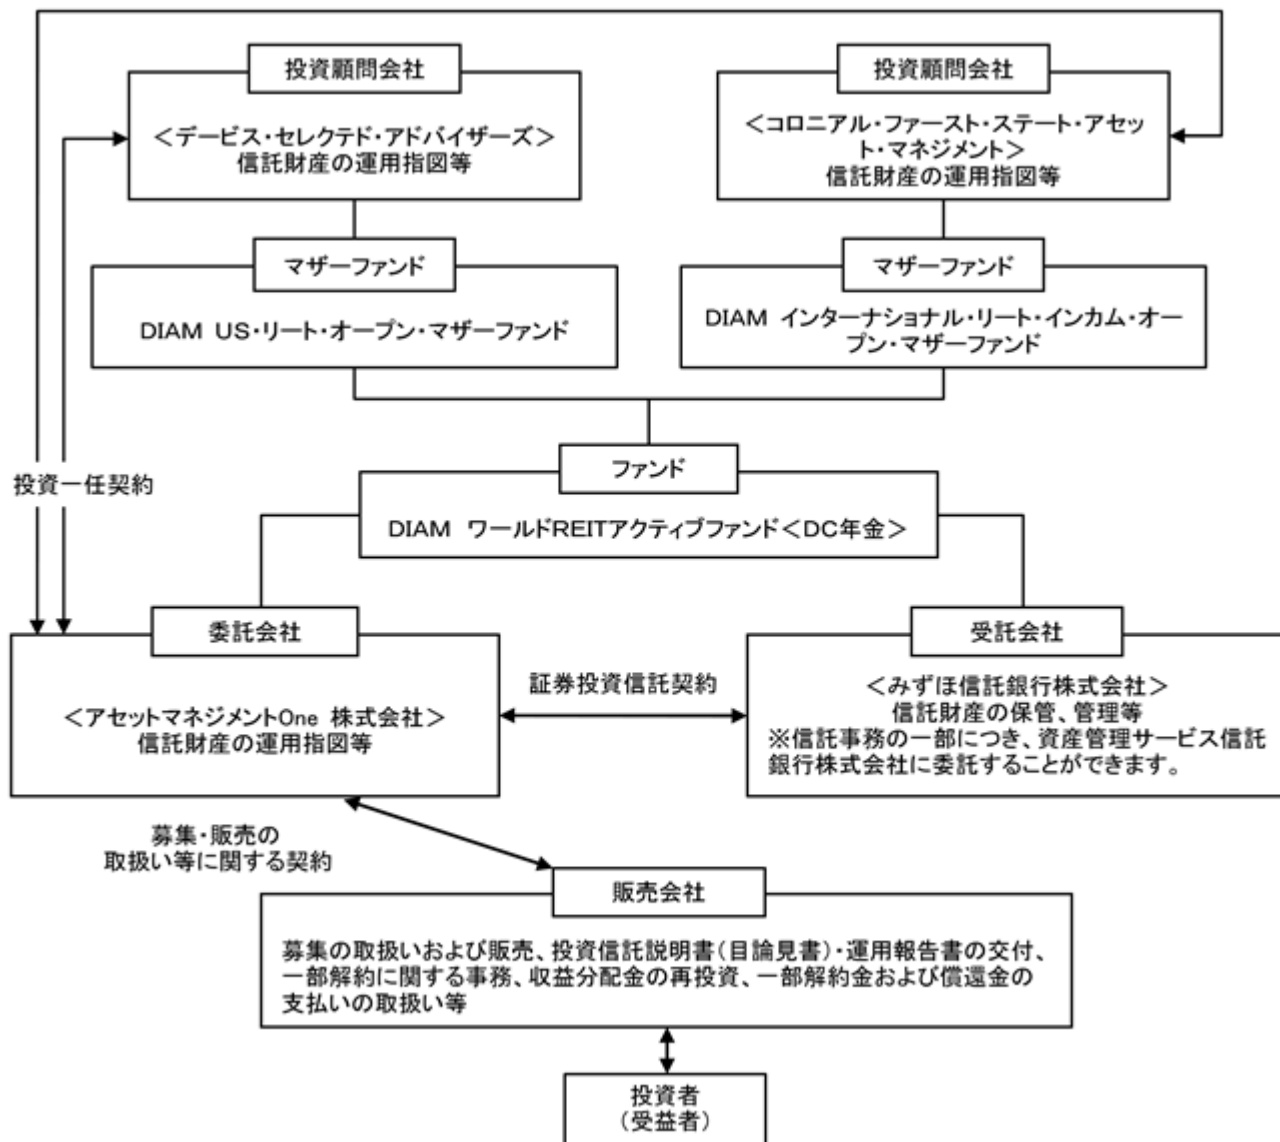 投資顧問会社
＜デービス・セレクテド・アドバイザーズ＞
信託財産の運用指図等
投資顧問会社
＜コロニアル・ファースト・ステート・アセッ
ト・マネジメント＞
信託財産の運用指図等
マザーファンド
DIAM US・リート・オープン・マザーファンド
マザーファンド
DIAM インターナショナル・リート・インカム・オー
プン・マザーファンド
投資一任契約
ファンド
DIAM ワールドREITアクティブファンド＜DC年金＞
委託会社
＜アセットマネジメントOne 株式会社＞
信託財産の運用指図等
証券投資信託契約
受託会社
＜みずほ信託銀行株式会社＞
信託財産の保管、管理等
※信託事務の一部につき、資産管理サービス信託
銀行株式会社に委託することができます。
募集・販売の
取扱い等に関する契約
販売会社
募集の取扱いおよび販売、投資信託説明書（目論見書）・運用報告書の交付、
一部解約に関する事務、収益分配金の再投資、一部解約金および償還金の
支払いの取扱い等
投資者
（受益者）